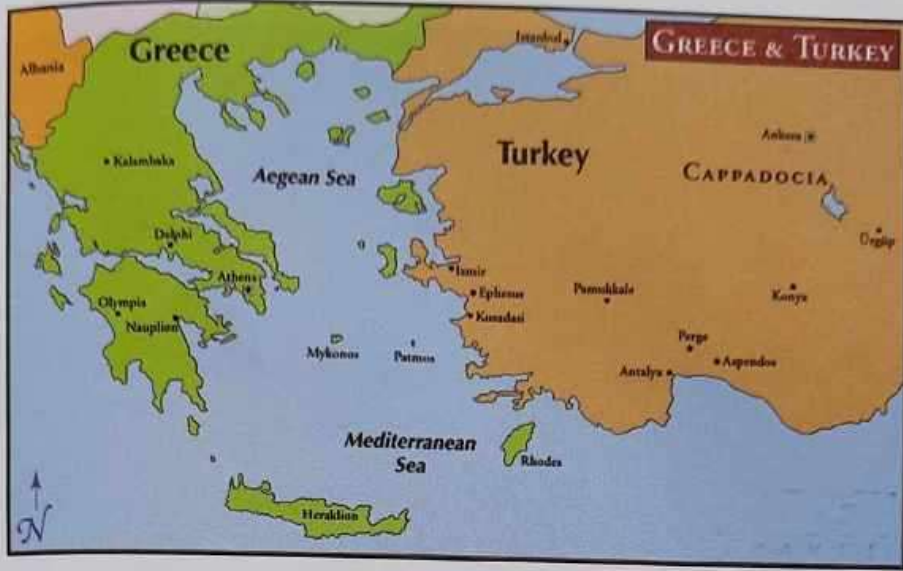 GREECE & TURKEY
Istanbul
Greece
Albania
Ankara
Turkey
Kalambaka
Aegean Sea
CAPPADOCIA
Delphi
Ürgüp
Izmir
Athens
Ephesus
Pamukkale
Konya
Olympia
Nauplion
Kusadasi
Mykonos
Patmos
Perge
Aspendos
Antalya
Mediterranean
Sea
Rhodes
Heraklion
N